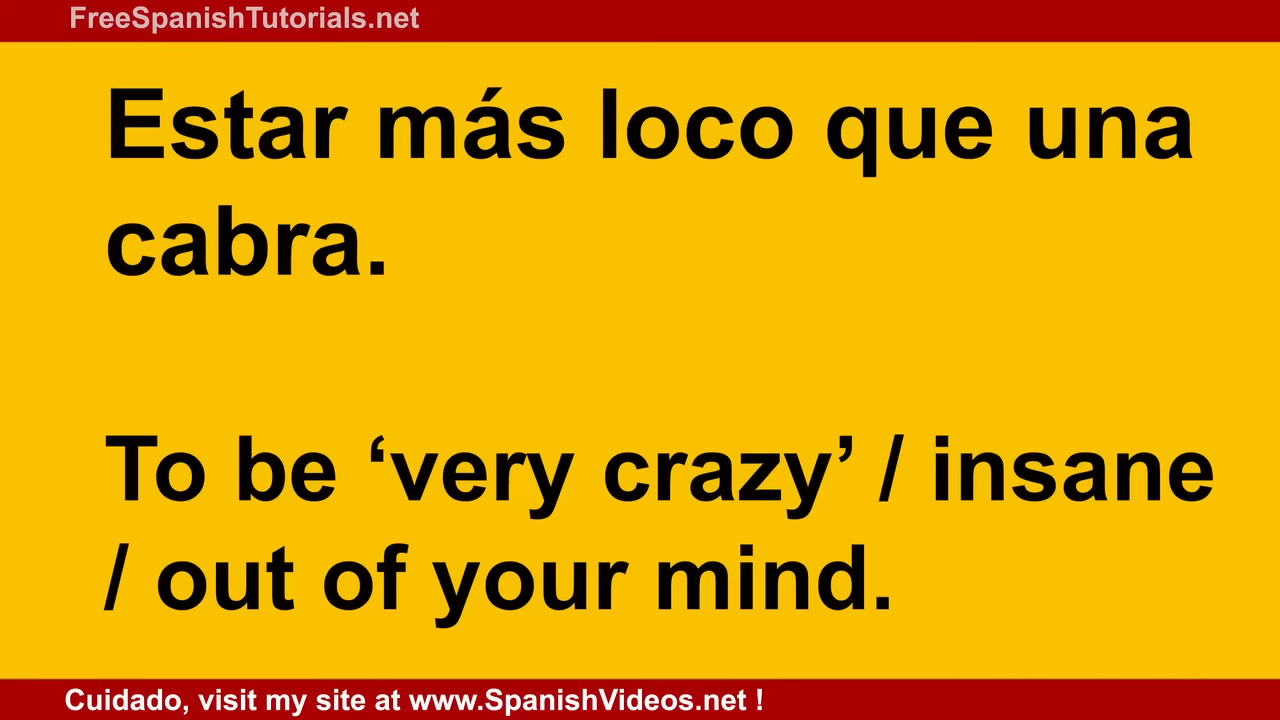 FreeSpanishTutorials.net
Estar más loco que una
cabra.
To be ‘very crazy’ / insane
/ out of your mind.
Cuidado, visit my site at www.SpanishVideos.net !